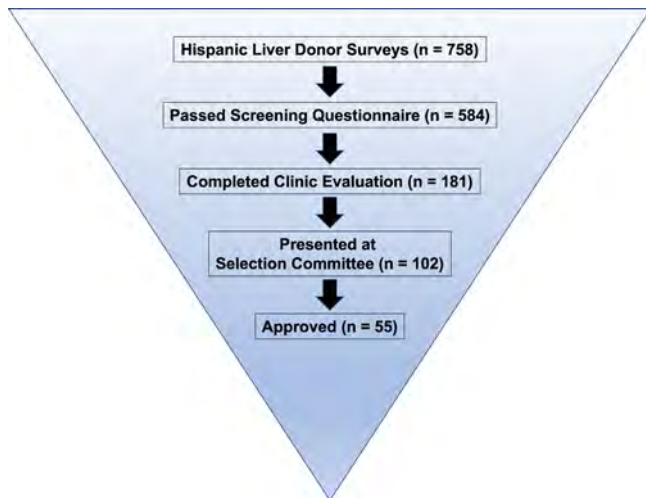 Hispanic Liver Donor Surveys (n = 758)
Passed Screening Questionnaire (n = 584)
Completed Clinic Evaluation (n = 181)
Presented at
Selection Committee (n = 102)
Approved (n = 55)